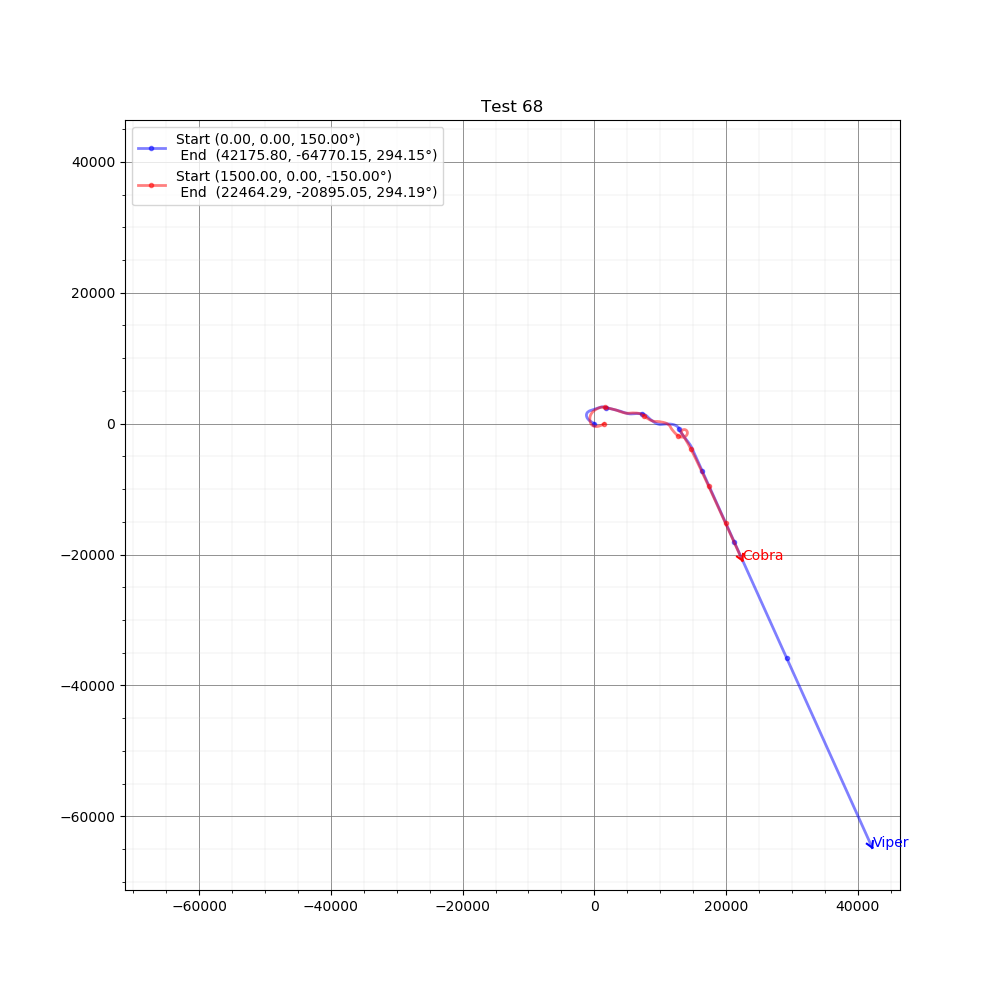 Test 68
Start (0.00, 0.00, 150.00°)
End  (42175.80, -64770.15, 294.15°)
Start (1500.00, 0.00, -150.00°)
End  (22464.29, -20895.05, 294.19°)
40000
20000
0
−20000
Cobra
−40000
−60000
Viper
−60000 −40000 −20000 0 20000 40000